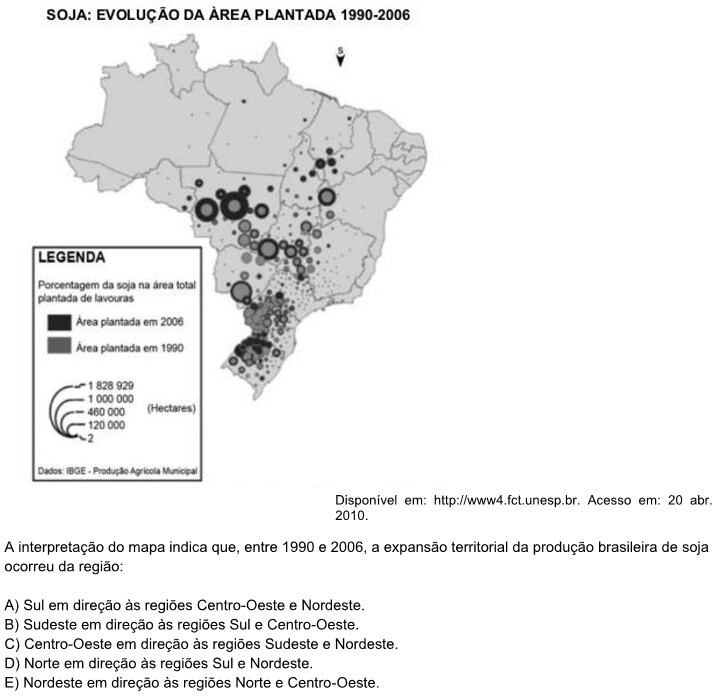 SOJA: EVOLUÇÃO DA ÀREA PLANTADA 1990-2006
S
LEGENDA
Porcentagem da soja na área total
plantada de lavouras
Área plantada em 2006
Área plantada em 1990
1 828 929
1 000 000
460 000
(Hectares)
120 000
2
Dados: IBGE - Produção Agrícola Municipal
Disponível em: http://www4.fct.unesp.br. Acesso em: 20 abr.
2010.
A interpretação do mapa indica que, entre 1990 e 2006, a expansão territorial da produção brasileira de soja
ocorreu da região:
A) Sul em direção às regiões Centro-Oeste e Nordeste.
B) Sudeste em direção às regiões Sul e Centro-Oeste.
C) Centro-Oeste em direção às regiões Sudeste e Nordeste.
D) Norte em direção às regiões Sul e Nordeste.
E) Nordeste em direção às regiões Norte e Centro-Oeste.